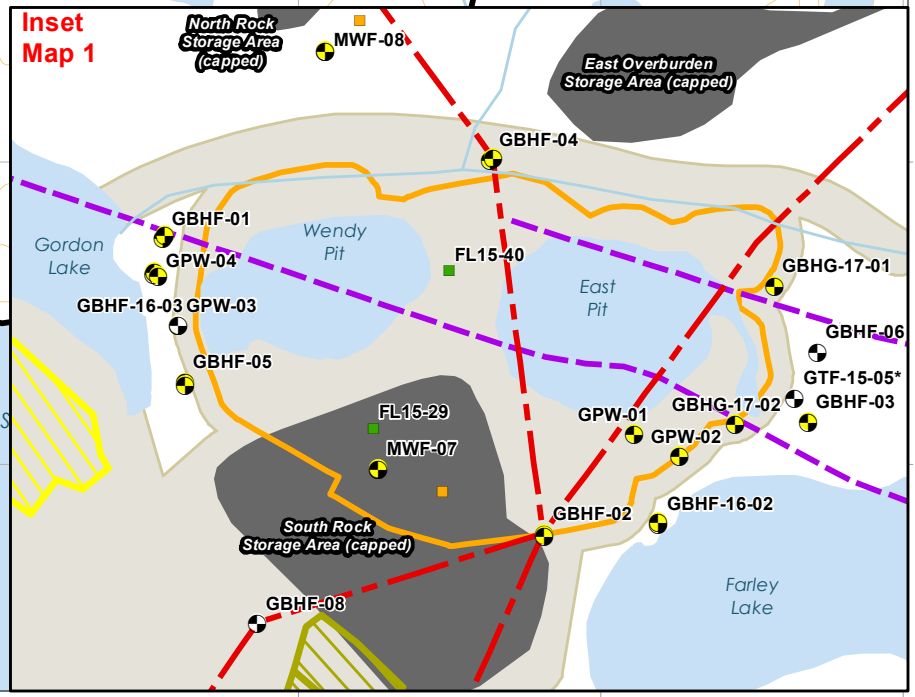 Inset
Map 1
North Rock
Storage Area
(capped)
MWF-08
East Overburden
Storage Area (capped)
GBHF-04
GBHF-01
Wendy
Pit
Gordon
Lake
GPW-04
FL15-40
GBHG-17-01
East
Pit
GBHF-16-03 GPW-03
GBHF-06
GBHF-05
GTF-15-05*
GBHF-03
FL15-29
GPW-01
GBHG-17-02
MWF-07
GPW-02
GBHF-16-02
GBHF-02
South Rock
Storage Area (capped)
Farley
Lake
GBHF-08